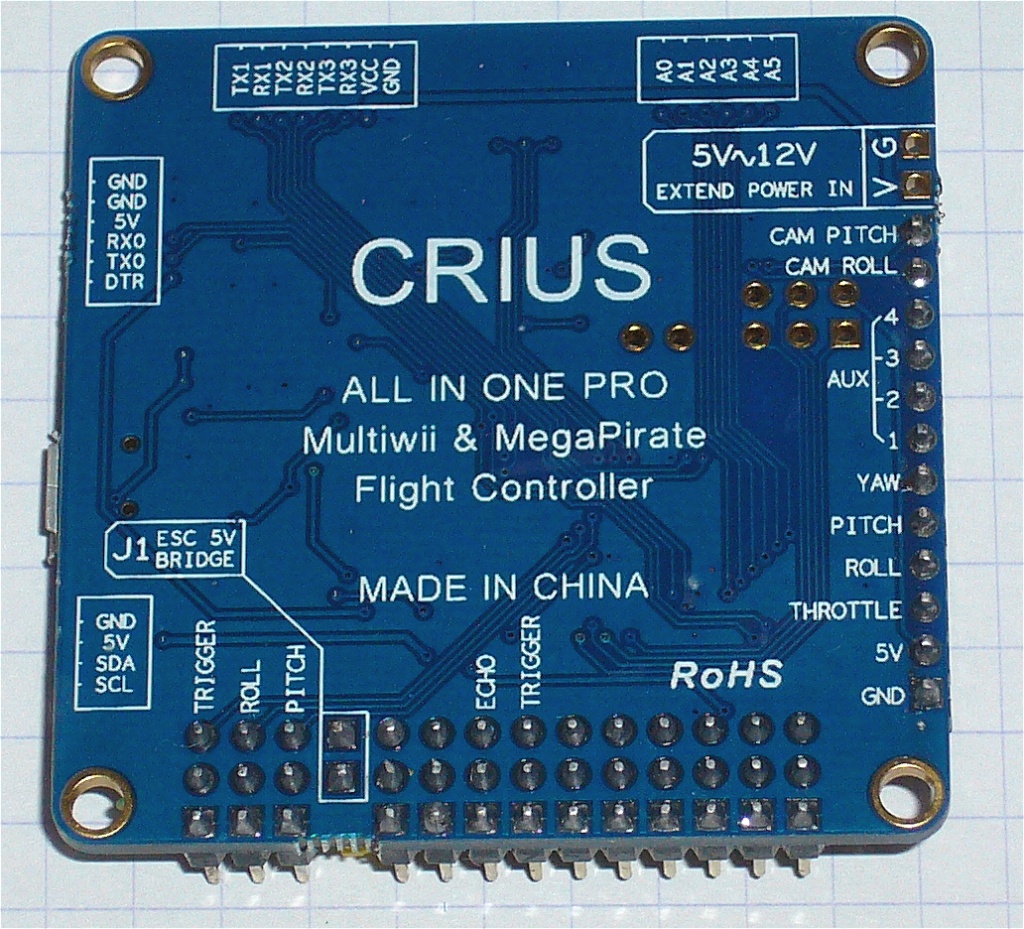 TX1
RX1
TX2
RX2
TX3
RX3
VCC
GND
A0
A1
A2
A3
A4
A5
5V~12V
EXTEND POWER IN
G
V
GND
GND
5V
RX0
TX0
DTR
CAM PITCH
CAM ROLL
CRIUS
4
3
AUX
2
1
ALL IN ONE PRO
Multiwii & MegaPirate
Flight Controller
YAW
PITCH
ROLL
THROTTLE
5V
GND
J1
ESC 5V
BRIDGE
MADE IN CHINA
GND
5V
SDA
SCL
TRIGGER
ROLL
PITCH
ECHO
TRIGGER
RoHS